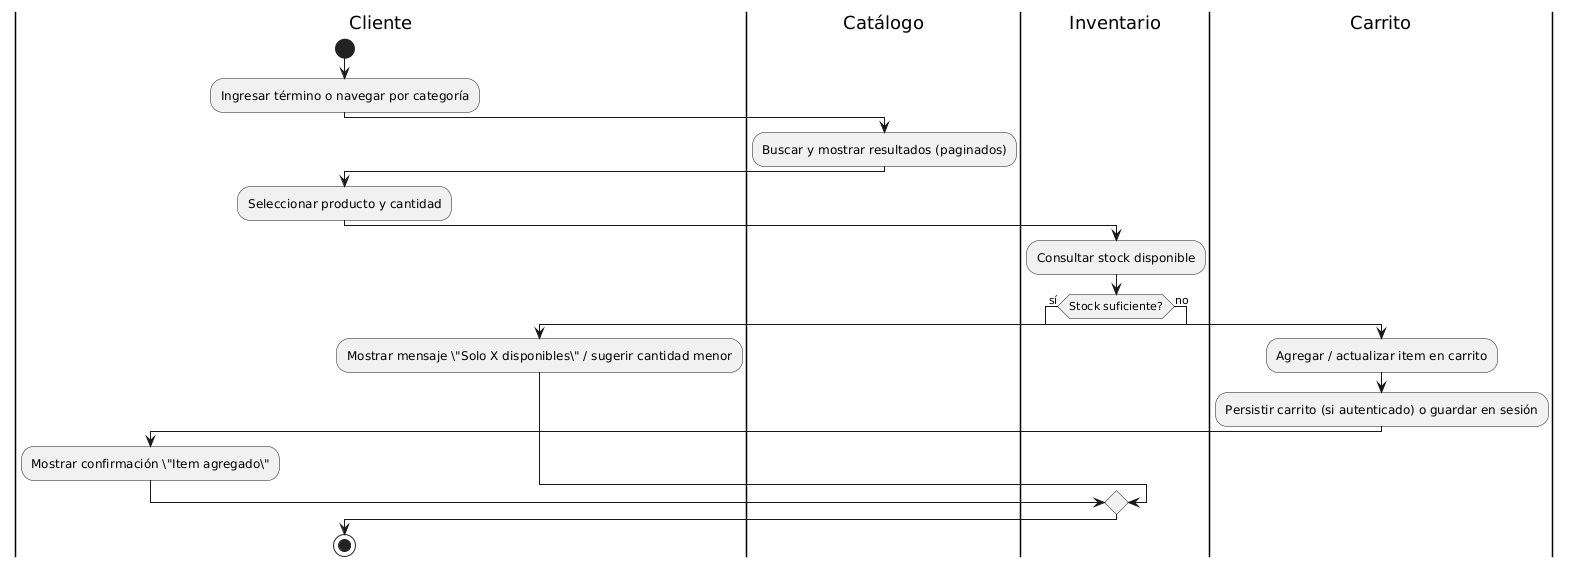 Cliente
Catálogo
Inventario
Carrito
Ingresar término o navegar por categoría
Buscar y mostrar resultados (paginados)
Seleccionar producto y cantidad
Consultar stock disponible
sí
Stock suficiente?
no
Mostrar mensaje \"Solo X disponibles\" / sugerir cantidad menor
Agregar / actualizar item en carrito
Persistir carrito (si autenticado) o guardar en sesión
Mostrar confirmación \"Item agregado\"